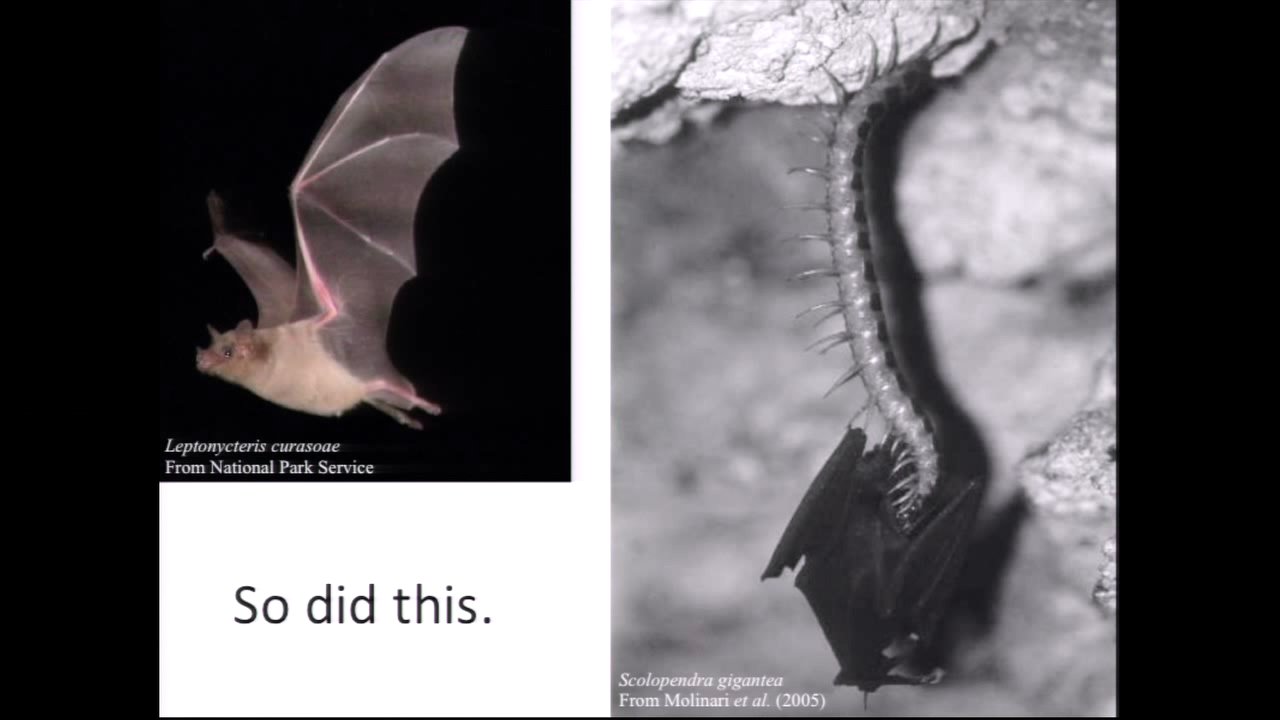 Leptonycteris curasoae
From National Park Service
So did this.
Scolopendra gigantea
From Molinari et al. (2005)